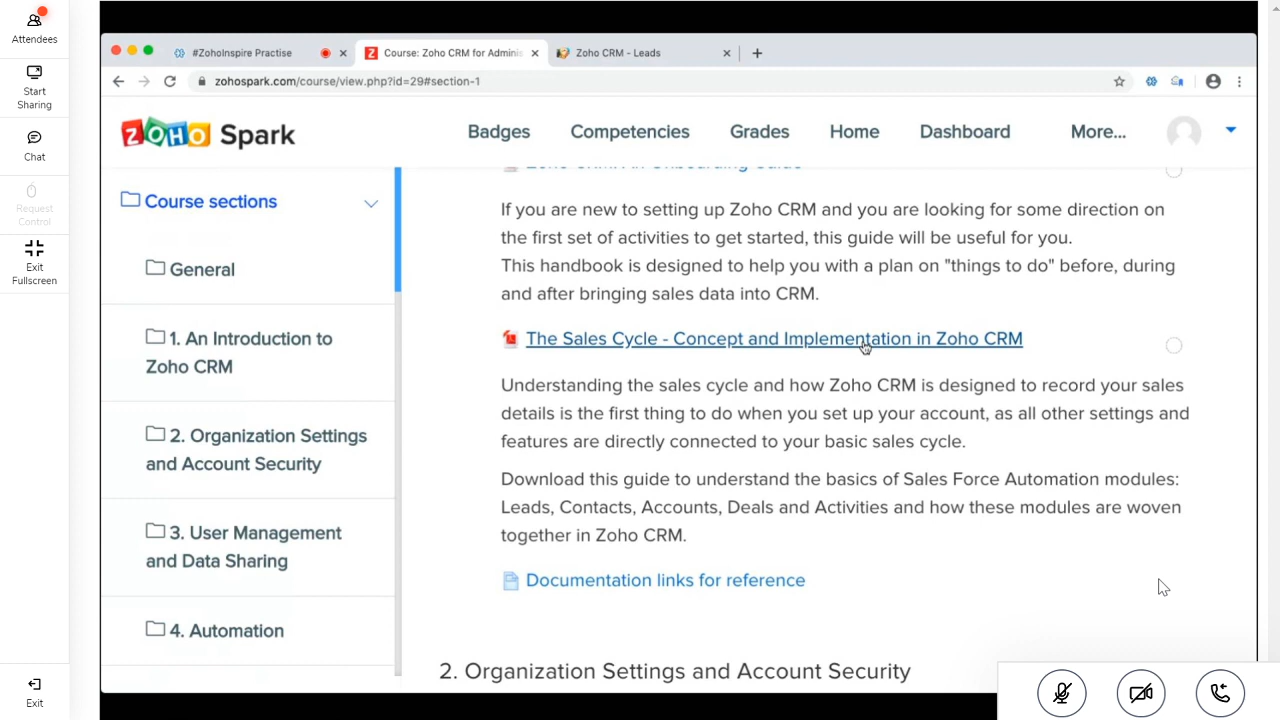 Attendees
Start
Sharing
Chat
Request
Control
Exit
Fullscreen
Exit
#ZohoInspire Practise
Course: Zoho CRM for Adminis
Zoho CRM - Leads
zohospark.com/course/view.php?id=29#section-1
ZOHO Spark
Badges
Competencies
Grades
Home
Dashboard
More...
Course sections
General
1. An Introduction to
Zoho CRM
2. Organization Settings
and Account Security
3. User Management
and Data Sharing
4. Automation
Zoho CRM: An Onboarding Guide
If you are new to setting up Zoho CRM and you are looking for some direction on
the first set of activities to get started, this guide will be useful for you.
This handbook is designed to help you with a plan on "things to do" before, during
and after bringing sales data into CRM.
The Sales Cycle - Concept and Implementation in Zoho CRM
Understanding the sales cycle and how Zoho CRM is designed to record your sales
details is the first thing to do when you set up your account, as all other settings and
features are directly connected to your basic sales cycle.
Download this guide to understand the basics of Sales Force Automation modules:
Leads, Contacts, Accounts, Deals and Activities and how these modules are woven
together in Zoho CRM.
Documentation links for reference
2. Organization Settings and Account Security